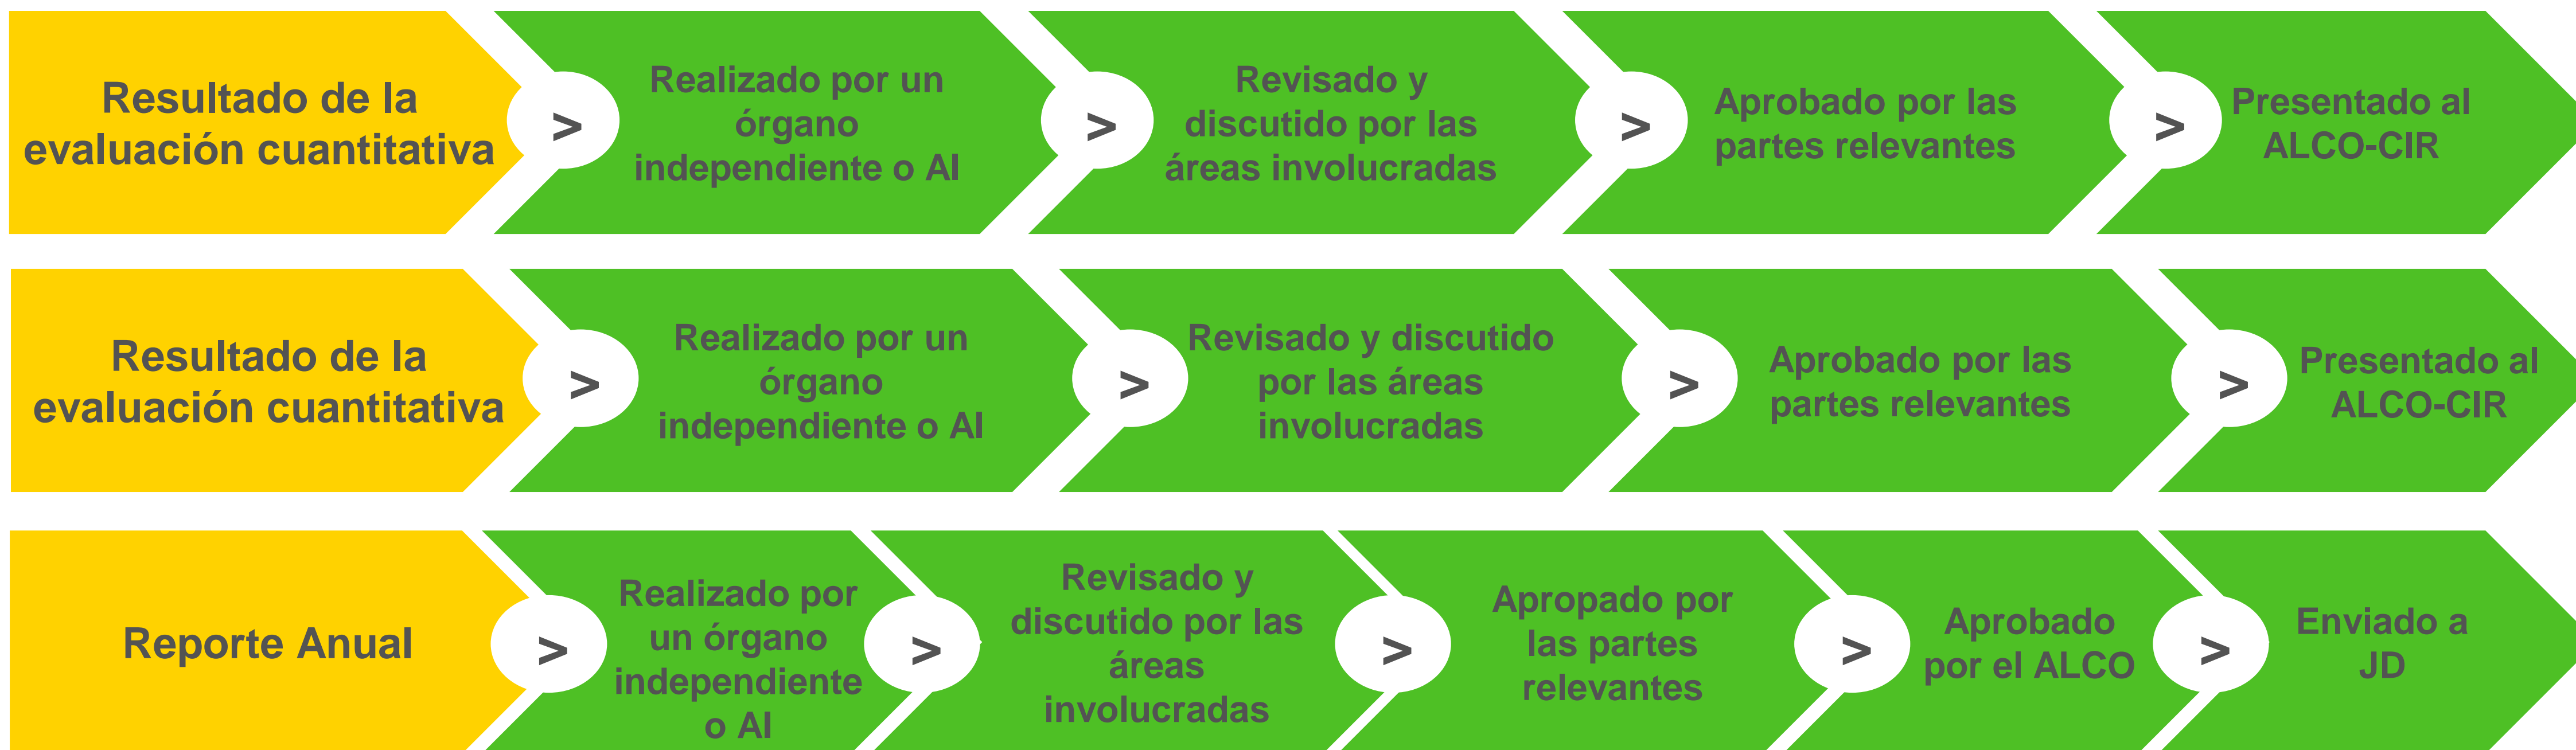 Resultado de la
evaluación cuantitativa
>
Realizado por un
órgano
independiente o AI
>
Revisado y
discutido por las
áreas involucradas
>
Aprobado por las
partes relevantes
>
Presentado al
ALCO-CIR
Resultado de la
evaluación cuantitativa
>
Realizado por un
órgano
independiente o AI
>
Revisado y discutido
por las áreas
involucradas
>
Aprobado por las
partes relevantes
>
Presentado al
ALCO-CIR
Reporte Anual
>
Realizado por
un órgano
independiente
o AI
>
Revisado y
discutido por las
áreas
involucradas
>
Apropado por
las partes
relevantes
>
Aprobado
por el ALCO
>
Enviado a
JD